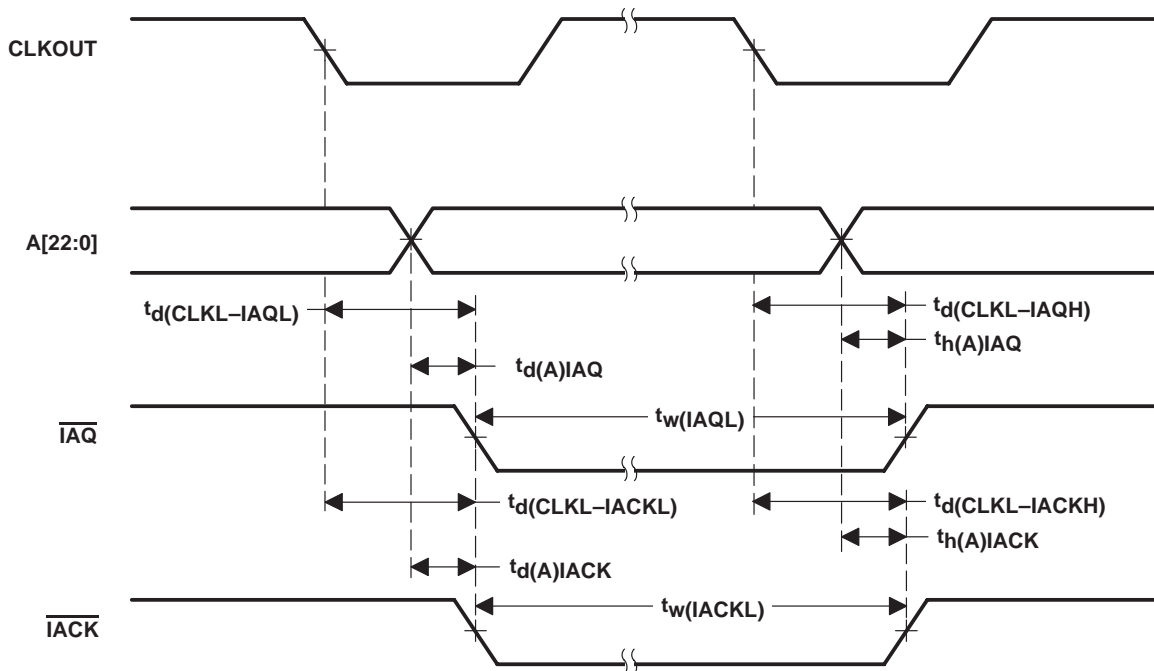 CLKOUT
A[22:0]
td(CLKL–IAQL)
td(CLKL–IAQH)
th(A)IAQ
td(A)IAQ
tw(IAQL)
IAQ
td(CLKL–IACKL)
td(CLKL–IACKH)
th(A)IACK
td(A)IACK
tw(IACKL)
IACK